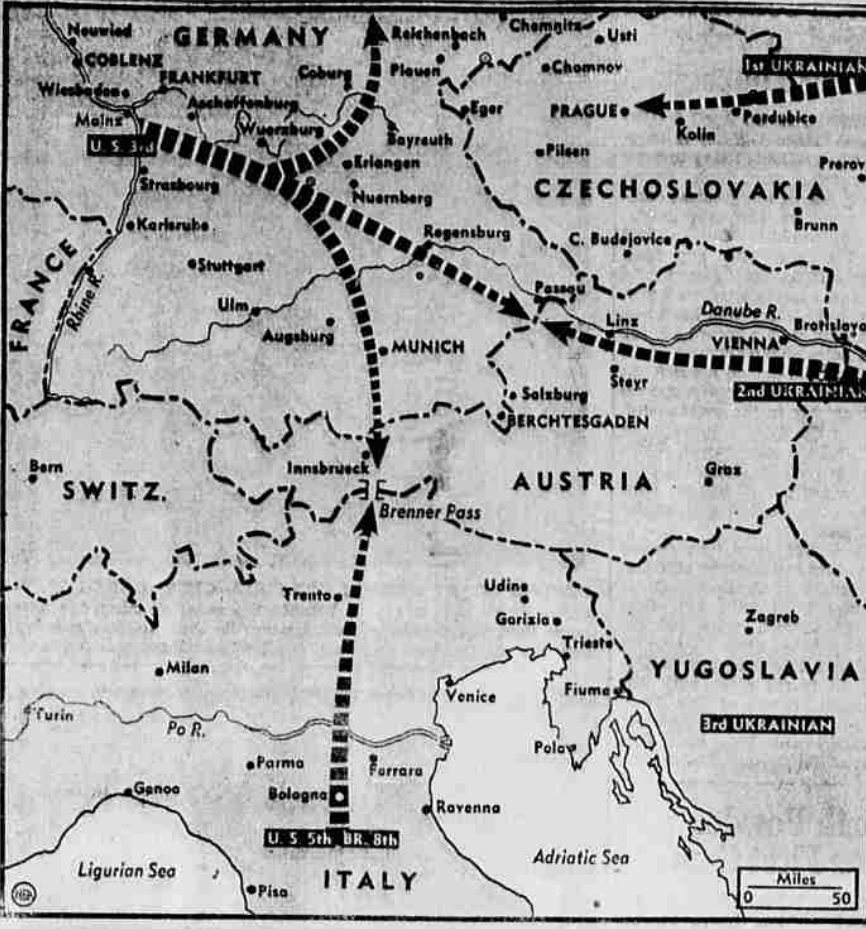 Neuwied
GERMANY
Reichenbach
Chemnitz
Usti
COBLENZ
Plauen
Chomnov
1st UKRAINIAN
Wiesbaden
FRANKFURT
Coburg
Aschaffenburg
Eger
PRAGUE
Pardubice
Mainz
Wuerzburg
Bayreuth
Kolin
U. S. 3rd
Erlangen
Pilsen
Prerov
Strasbourg
Nuernberg
CZECHOSLOVAKIA
Karlsruhe
Regensburg
Brunn
C. Budejovice
FRANCE
Rhine R.
Stuttgart
Passau
Ulm
Linz
Danube R.
Bratislava
Augsburg
MUNICH
VIENNA
Steyr
Salzburg
2nd UKRAINIAN
BERCHTESGADEN
Bern
Innsbrueck
SWITZ.
AUSTRIA
Graz
Brenner Pass
Trento
Udine
Gorizia
Zagreb
Trieste
Milan
YUGOSLAVIA
Venice
Fiume
Turin
Po R.
3rd UKRAINIAN
Pola
Parma
Farrara
Genoa
Bologna
Ravenna
U. S. 5th BR. 8th
Adriatic Sea
Ligurian Sea
ITALY
Miles
0 50
Pisa
NEA